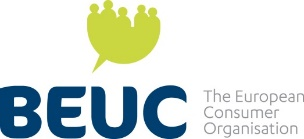 BEUC
The European
Consumer
Organisation